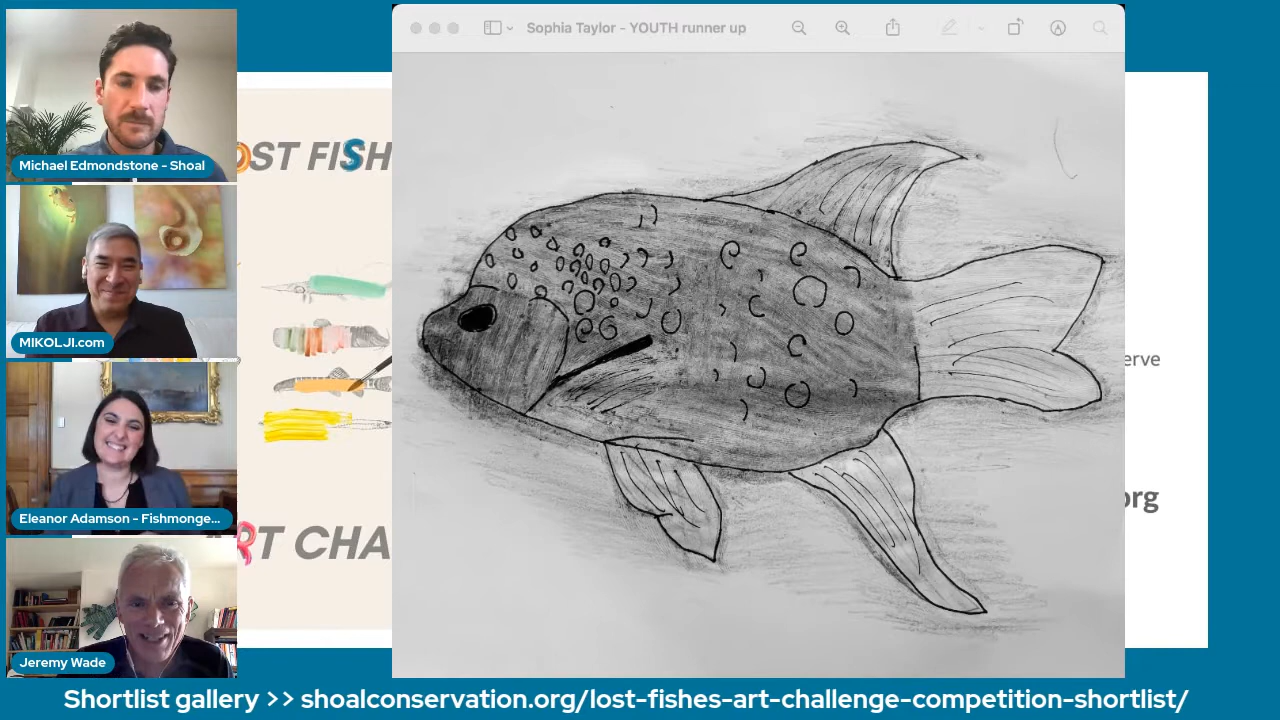 Michael Edmondstone - Shoal
MIKOLJI.com
Eleanor Adamson - Fishmonge...
Jeremy Wade
Sophia Taylor - YOUTH runner up
OST FISH
RT CHA
erve
org
Shortlist gallery >> shoalconservation.org/lost-fishes-art-challenge-competition-shortlist/